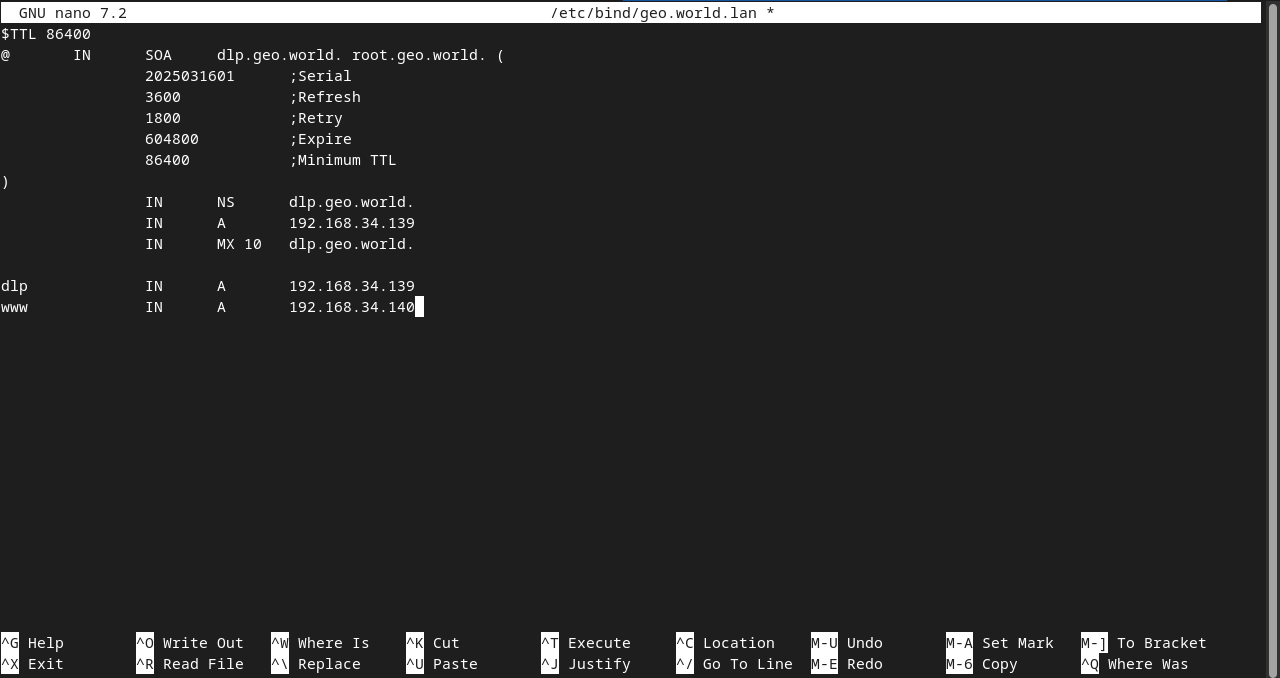 GNU nano 7.2 /etc/bind/geo.world.lan *
$TTL 86400
@ IN SOA dlp.geo.world. root.geo.world. (
2025031601 ;Serial
3600 ;Refresh
1800 ;Retry
604800 ;Expire
86400 ;Minimum TTL
)
IN NS dlp.geo.world.
IN A 192.168.34.139
IN MX 10 dlp.geo.world.
dlp IN A 192.168.34.139
www IN A 192.168.34.140
^G Help ^O Write Out ^W Where Is ^K Cut ^T Execute ^C Location M-U Undo M-A Set Mark M-] To Bracket
^X Exit ^R Read File ^\ Replace ^U Paste ^J Justify ^/ Go To Line M-E Redo M-6 Copy ^Q Where Was